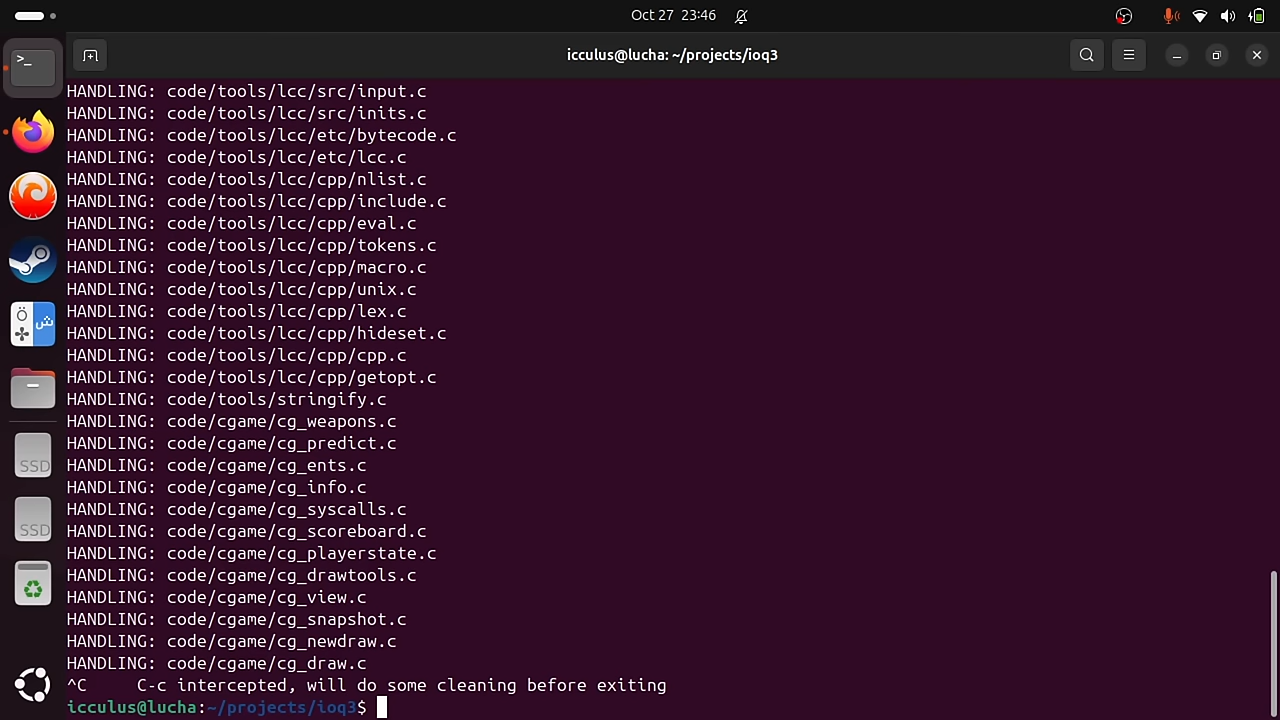 Oct 27 23:46
icculus@lucha: ~/projects/ioq3
HANDLING: code/tools/lcc/src/input.c
HANDLING: code/tools/lcc/src/inits.c
HANDLING: code/tools/lcc/etc/bytecode.c
HANDLING: code/tools/lcc/etc/lcc.c
HANDLING: code/tools/lcc/cpp/nlist.c
HANDLING: code/tools/lcc/cpp/include.c
HANDLING: code/tools/lcc/cpp/eval.c
HANDLING: code/tools/lcc/cpp/tokens.c
HANDLING: code/tools/lcc/cpp/macro.c
HANDLING: code/tools/lcc/cpp/unix.c
HANDLING: code/tools/lcc/cpp/lex.c
HANDLING: code/tools/lcc/cpp/hideset.c
HANDLING: code/tools/lcc/cpp/cpp.c
HANDLING: code/tools/lcc/cpp/getopt.c
HANDLING: code/tools/stringify.c
HANDLING: code/cgame/cg_weapons.c
HANDLING: code/cgame/cg_predict.c
HANDLING: code/cgame/cg_ents.c
HANDLING: code/cgame/cg_info.c
HANDLING: code/cgame/cg_syscalls.c
HANDLING: code/cgame/cg_scoreboard.c
HANDLING: code/cgame/cg_playerstate.c
HANDLING: code/cgame/cg_drawtools.c
HANDLING: code/cgame/cg_view.c
HANDLING: code/cgame/cg_snapshot.c
HANDLING: code/cgame/cg_newdraw.c
HANDLING: code/cgame/cg_draw.c
^C     C-c intercepted, will do some cleaning before exiting
icculus@lucha:~/projects/ioq3$
>_
Ö
ش
SSD
SSD